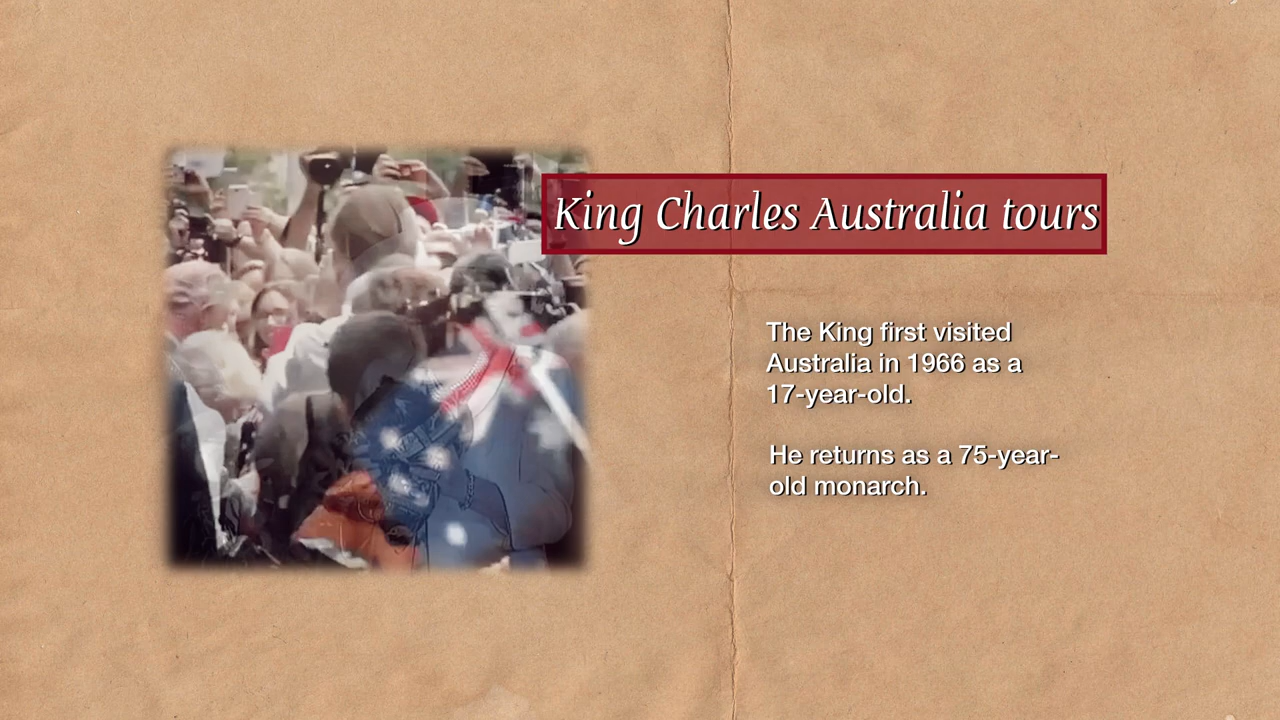 King Charles Australia tours
The King first visited
Australia in 1966 as a
17-year-old.
He returns as a 75-year-
old monarch.